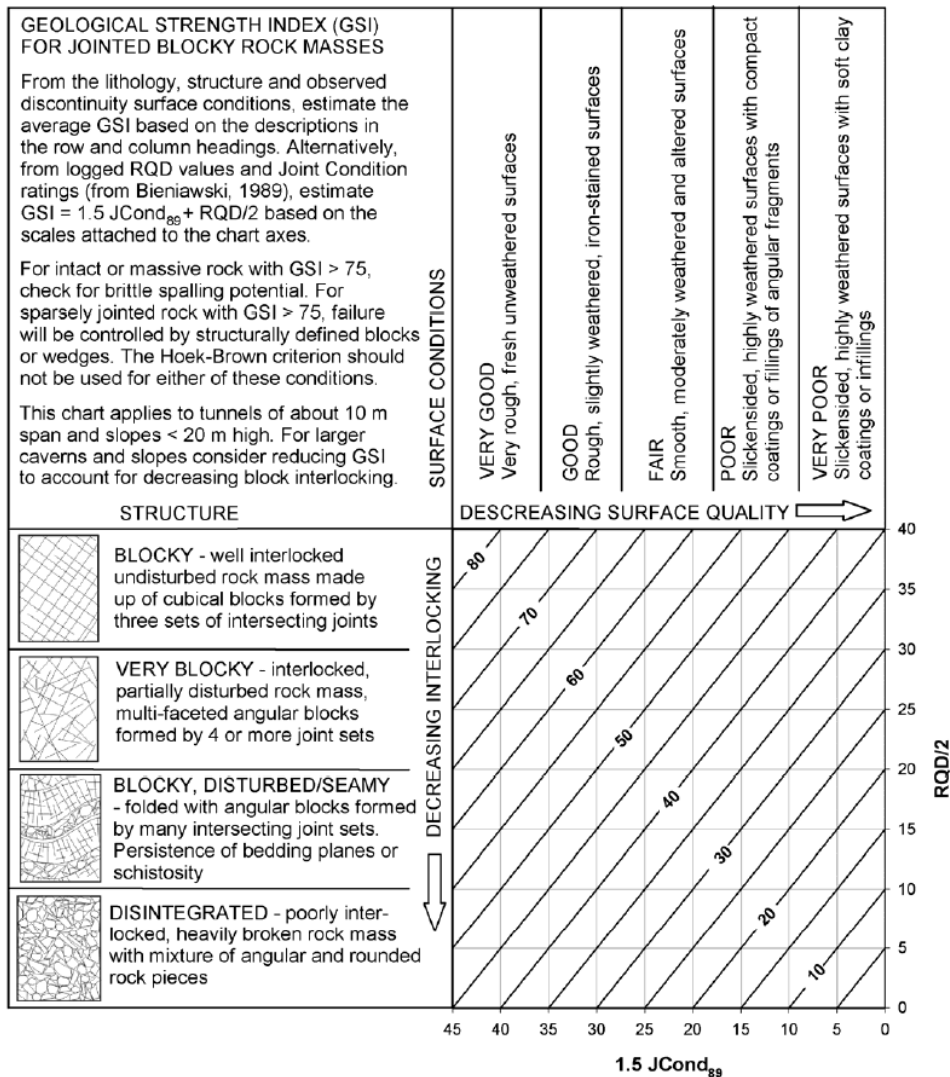 GEOLOGICAL STRENGTH INDEX (GSI)
FOR JOINTED BLOCKY ROCK MASSES
From the lithology, structure and observed
discontinuity surface conditions, estimate the
average GSI based on the descriptions in
the row and column headings. Alternatively,
from logged RQD values and Joint Condition
ratings (from Bieniawski, 1989), estimate
GSI = 1.5 JCond₈₉ + RQD/2 based on the
scales attached to the chart axes.
For intact or massive rock with GSI > 75,
check for brittle spalling potential. For
sparsely jointed rock with GSI > 75, failure
will be controlled by structurally defined blocks
or wedges. The Hoek-Brown criterion should
not be used for either of these conditions.
This chart applies to tunnels of about 10 m
span and slopes < 20 m high. For larger
caverns and slopes consider reducing GSI
to account for decreasing block interlocking.
SURFACE CONDITIONS
VERY GOOD
Very rough, fresh unweathered surfaces
GOOD
Rough, slightly weathered, iron-stained surfaces
FAIR
Smooth, moderately weathered and altered surfaces
POOR
Slickensided, highly weathered surfaces with compact
coatings or fillings of angular fragments
VERY POOR
Slickensided, highly weathered surfaces with soft clay
coatings or infillings
STRUCTURE
DESCREASING SURFACE QUALITY
BLOCKY - well interlocked
undisturbed rock mass made
up of cubical blocks formed by
three sets of intersecting joints
VERY BLOCKY - interlocked,
partially disturbed rock mass,
multi-faceted angular blocks
formed by 4 or more joint sets
BLOCKY, DISTURBED/SEAMY
- folded with angular blocks formed
by many intersecting joint sets.
Persistence of bedding planes or
schistosity
DISINTEGRATED - poorly inter-
locked, heavily broken rock mass
with mixture of angular and rounded
rock pieces
DECREASING INTERLOCKING
80
70
60
50
40
30
20
10
40
35
30
25
20
15
10
5
0
RQD/2
45 40 35 30 25 20 15 10 5 0
1.5 JCond₈₉